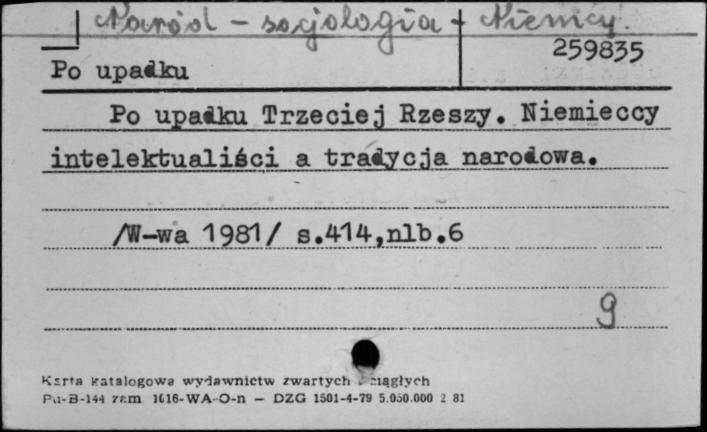 Naród - socjologia - Niemcy.
259835
Po upadku
Po upadku Trzeciej Rzeszy. Niemieccy
intelektualiści a tradycja narodowa.
/W-wa 1981/ s.414,nlb.6
9
Karta katalogowa wydawnictw zwartych i ciągłych
Pu-B-144 zam. 1616-WA-O-n — DZG 1501-4-79 5.050.000 2 81